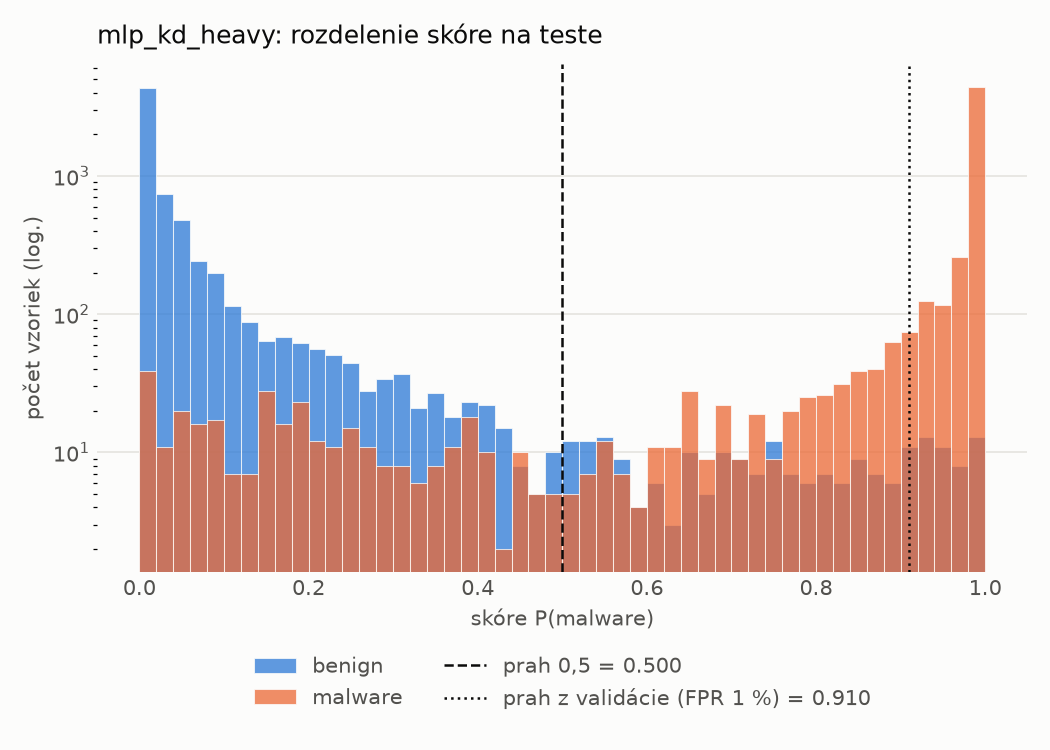 mlp_kd_heavy: rozdelenie skóre na teste
počet vzoriek (log.)
10³
10²
10¹
0.0 0.2 0.4 0.6 0.8 1.0
skóre P(malware)
benign
malware
prah 0,5 = 0.500
prah z validácie (FPR 1 %) = 0.910